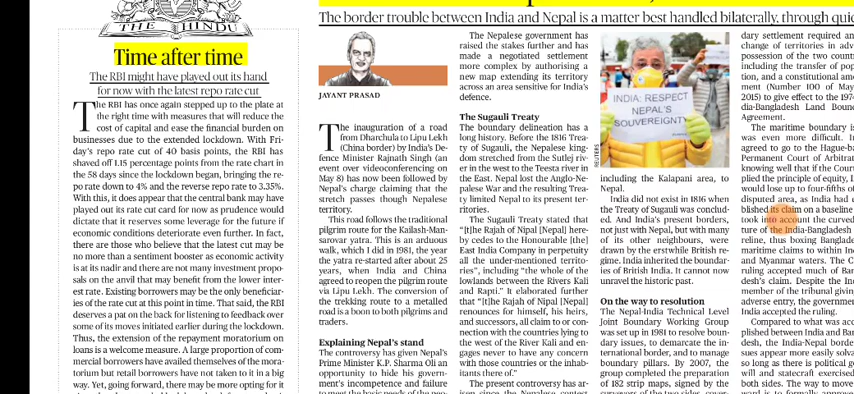 THE HINDU
Time after time
The RBI might have played out its hand
for now with the latest repo rate cut
The RBI has once again stepped up to the plate at
the right time with measures that will reduce the
cost of capital and ease the financial burden on
businesses due to the extended lockdown. With Fri-
day's repo rate cut of 40 basis points, the RBI has
shaved off 1.15 percentage points from the rate chart in
the 58 days since the lockdown began, bringing the re-
po rate down to 4% and the reverse repo rate to 3.35%.
With this, it does appear that the central bank may have
played out its rate cut card for now as prudence would
dictate that it reserves some leverage for the future if
economic conditions deteriorate even further. In fact,
there are those who believe that the latest cut may be
no more than a sentiment booster as economic activity
is at its nadir and there are not many investment propo-
sals on the anvil that may benefit from the lower inter-
est rate. Existing borrowers may be the only beneficiar-
ies of the rate cut at this point in time. That said, the RBI
deserves a pat on the back for listening to feedback over
some of its moves initiated earlier during the lockdown.
Thus, the extension of the repayment moratorium on
loans is a welcome measure. A large proportion of com-
mercial borrowers have availed themselves of the mora-
torium but retail borrowers have not taken to it in a big
way. Yet, going forward, there may be more opting for it
The border trouble between India and Nepal is a matter best handled bilaterally, through quie
JAYANT PRASAD
The inauguration of a road
from Dharchula to Lipu Lekh
(China border) by India's De-
fence Minister Rajnath Singh (an
event over videoconferencing on
May 8) has now been followed by
Nepal's charge claiming that the
stretch passes though Nepalese
territory.
This road follows the traditional
pilgrim route for the Kailash-Man-
sarovar yatra. This is an arduous
walk, which I did in 1981, the year
the yatra re-started after about 25
years, when India and China
agreed to reopen the pilgrim route
via Lipu Lekh. The conversion of
the trekking route to a metalled
road is a boon to both pilgrims and
traders.
Explaining Nepal's stand
The controversy has given Nepal's
Prime Minister K.P. Sharma Oli an
opportunity to hide his govern-
ment's incompetence and failure
to meet the basic needs of the peo-
The Nepalese government has
raised the stakes further and has
made a negotiated settlement
more complex by authorising a
new map extending its territory
across an area sensitive for India's
defence.
The Sugauli Treaty
The boundary delineation has a
long history. Before the 1816 Trea-
ty of Sugauli, the Nepalese king-
dom stretched from the Sutlej riv-
er in the west to the Teesta river in
the East. Nepal lost the Anglo-Ne-
palese War and the resulting Trea-
ty limited Nepal to its present ter-
ritories.
The Sugauli Treaty stated that
"[t]he Rajah of Nipal [Nepal] here-
by cedes to the Honourable [the]
East India Company in perpetuity
all the under-mentioned territo-
ries", including "the whole of the
lowlands between the Rivers Kali
and Rapti." It elaborated further
that "[t]he Rajah of Nipal [Nepal]
renounces for himself, his heirs,
and successors, all claim to or con-
nection with the countries lying to
the west of the River Kali and en-
gages never to have any concern
with those countries or the inhab-
itants there of."
The present controversy has ar-
INDIA: RESPECT
NEPAL'S
SOUVEREIGNTY
REUTERS
including the Kalapani area, to
Nepal.
India did not exist in 1816 when
the Treaty of Sugauli was conclud-
ed. And India's present borders,
not just with Nepal, but with many
of its other neighbours, were
drawn by the erstwhile British re-
gime. India inherited the boundar-
ies of British India. It cannot now
unravel the historic past.
On the way to resolution
The Nepal-India Technical Level
Joint Boundary Working Group
was set up in 1981 to resolve boun-
dary issues, to demarcate the in-
ternational border, and to manage
boundary pillars. By 2007, the
group completed the preparation
of 182 strip maps, signed by the
dary settlement required an
change of territories in adv
possession of the two count
including the transfer of pop
tion, and a constitutional am
ment (Number 100 of May
2015) to give effect to the 1974
dia-Bangladesh Land Bound
Agreement.
The maritime boundary is
was even more difficult. In
agreed to go to the Hague-ba
Permanent Court of Arbitrat
knowing well that if the Court
plied the principle of equity, I
would lose up to four-fifths of
disputed area, as India had e
blished its claim on a baseline
took into account the curved
ture of the India-Bangladesh
reline, thus boxing Banglade
maritime claims to within Ind
and Myanmar waters. The C
ruling accepted much of Ban
desh's claim. Despite the In
member of the tribunal giving
adverse entry, the governmen
India accepted the ruling.
Compared to what was acc
plished between India and Ban
desh, the India-Nepal border
sues appear more easily solva
so long as there is political go
will and statecraft exercised
both sides. The way to move